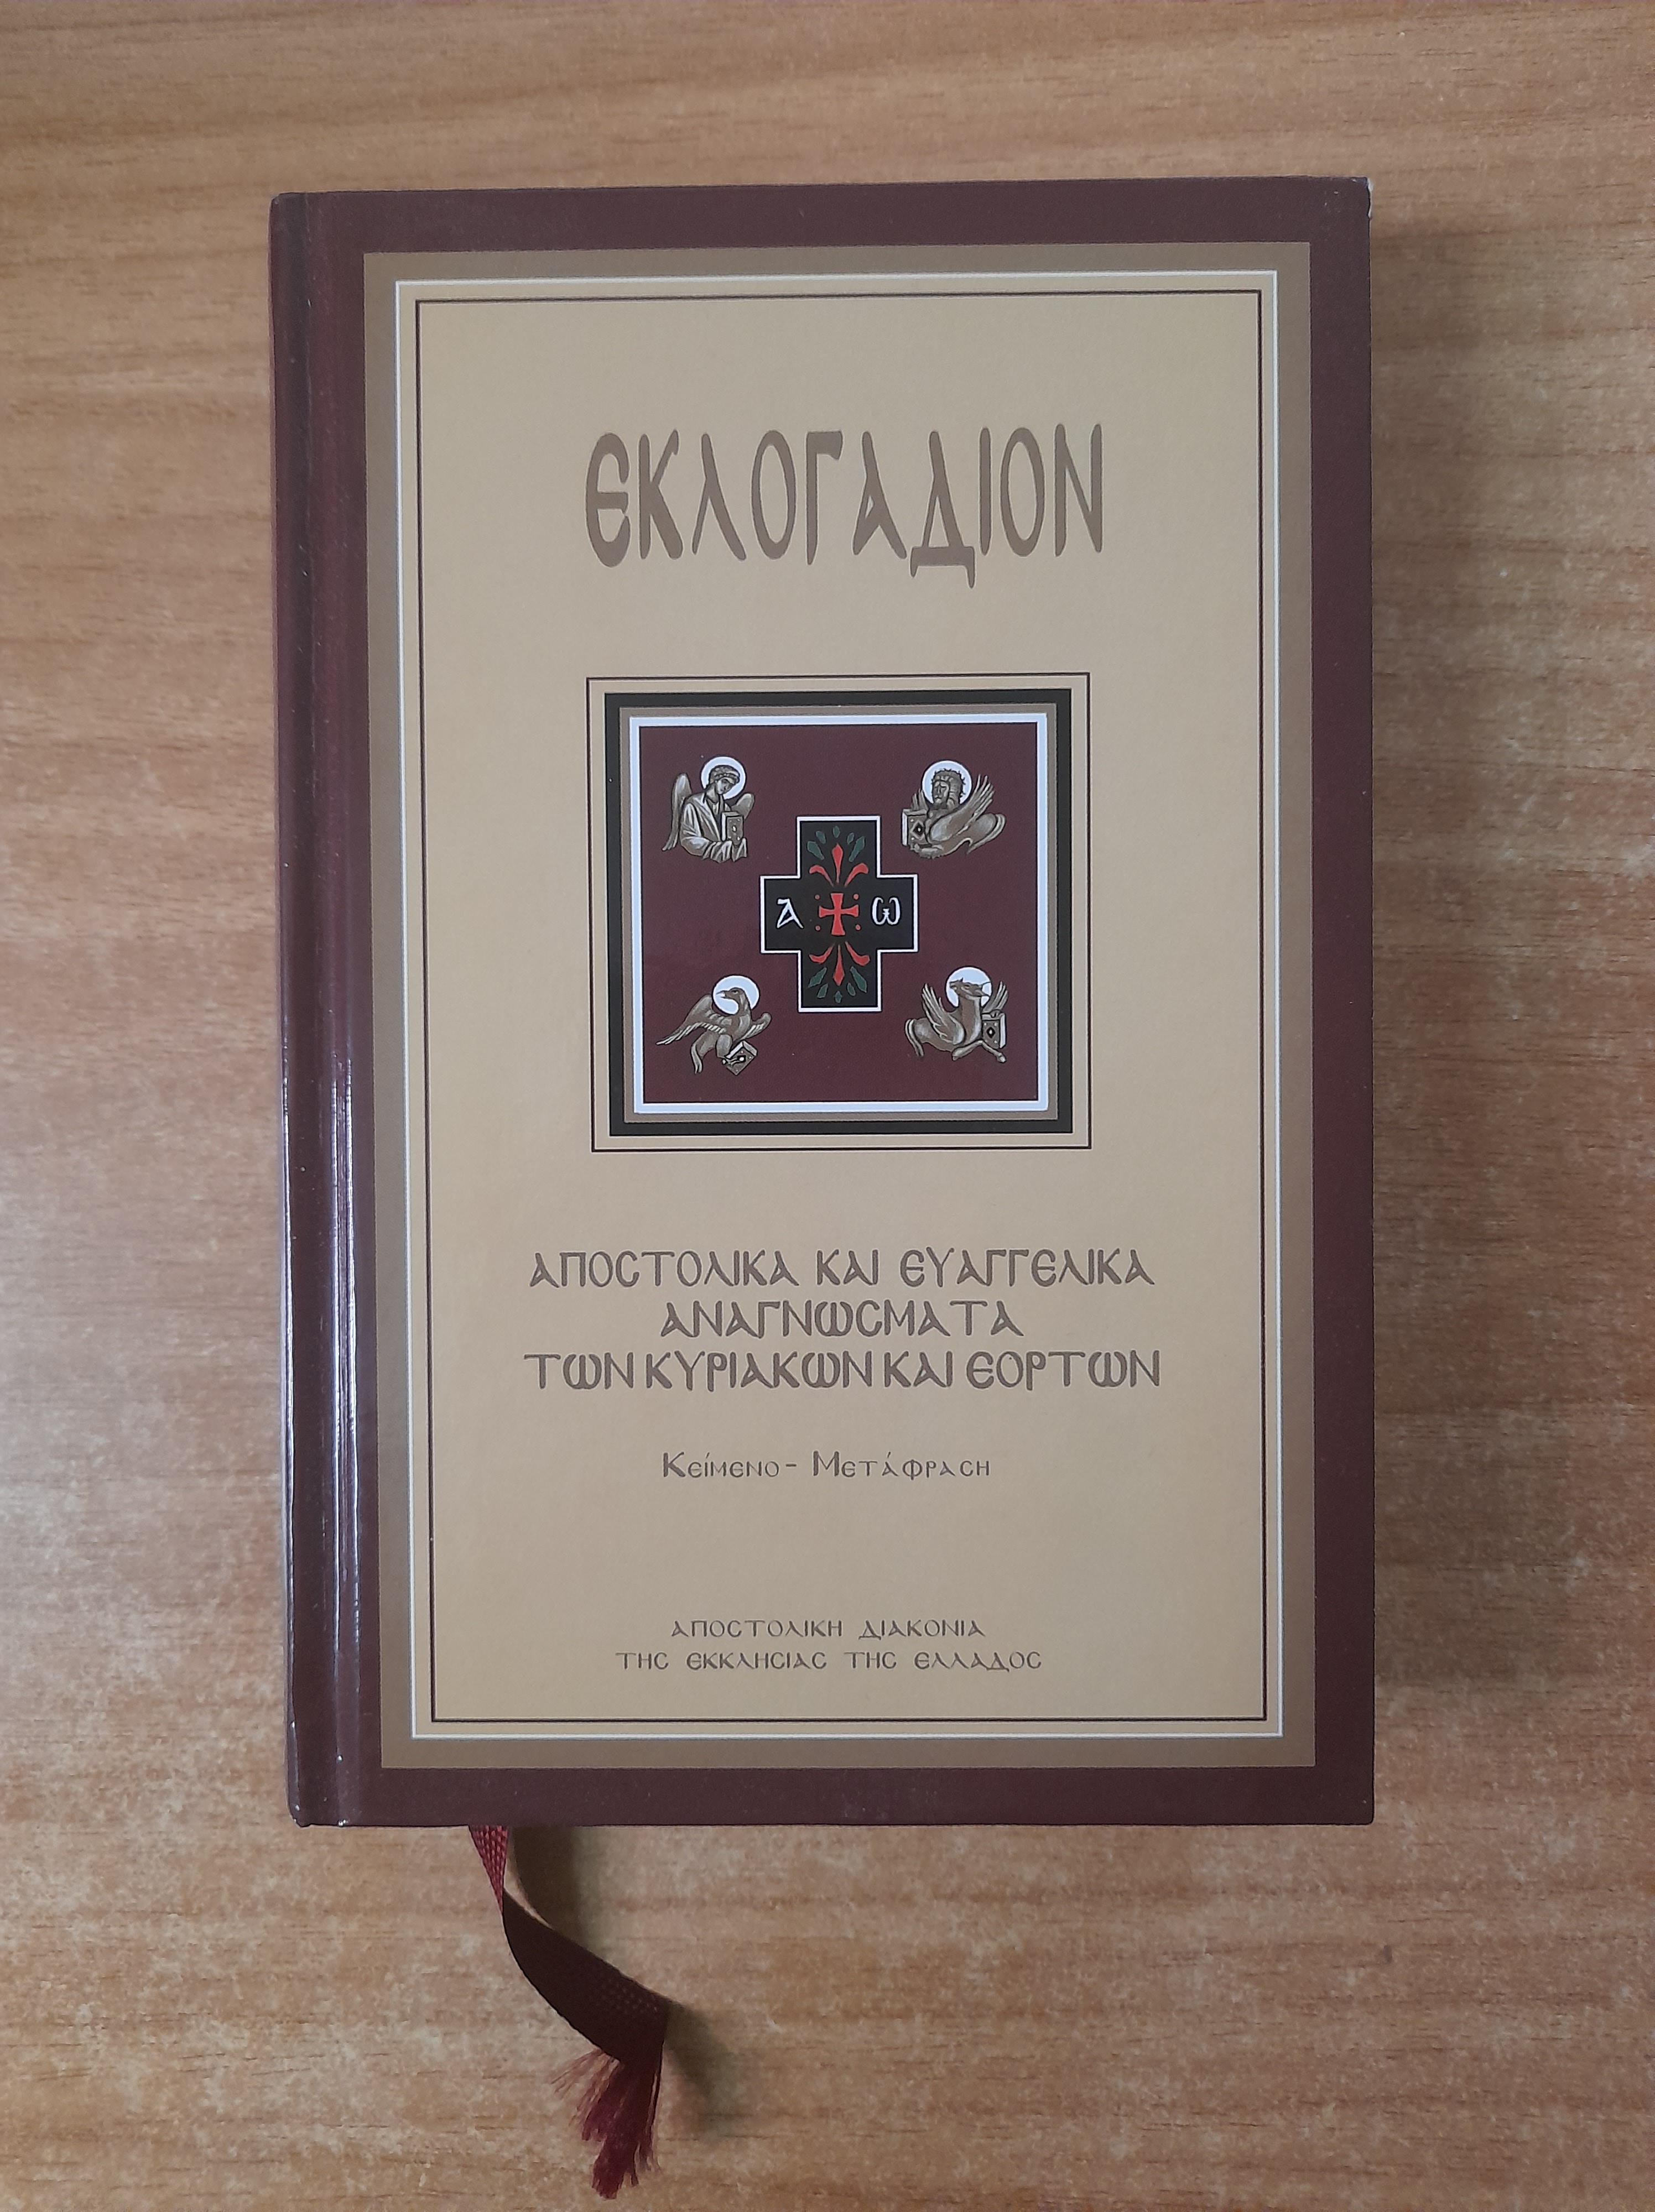 ΕΚΛΟΓΑΔΙΟΝ
Α Ω
ΑΠΟϹΤΟΛΙΚΑ ΚΑΙ ΕΥΑΓΓΕΛΙΚΑ
ΑΝΑΓΝΩϹΜΑΤΑ
ΤΩΝ ΚΥΡΙΑΚΩΝ ΚΑΙ ΕΟΡΤΩΝ
Κείμενο - Μετάφραϲη
ΑΠΟϹΤΟΛΙΚΗ ΔΙΑΚΟΝΙΑ
ΤΗϹ ΕΚΚΛΗϹΙΑϹ ΤΗϹ ΕΛΛΑΔΟϹ